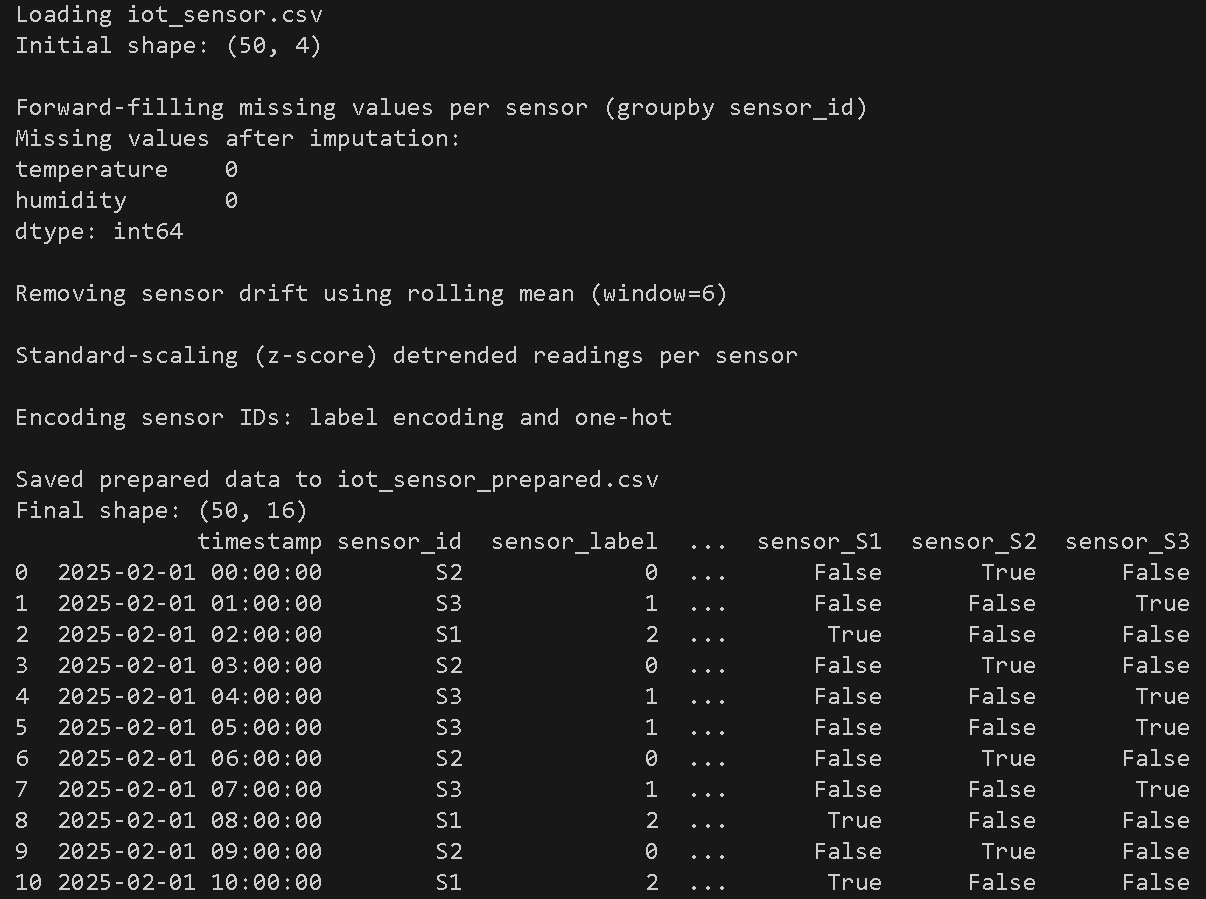 Loading iot_sensor.csv
Initial shape: (50, 4)
Forward-filling missing values per sensor (groupby sensor_id)
Missing values after imputation:
temperature    0
humidity       0
dtype: int64
Removing sensor drift using rolling mean (window=6)
Standard-scaling (z-score) detrended readings per sensor
Encoding sensor IDs: label encoding and one-hot
Saved prepared data to iot_sensor_prepared.csv
Final shape: (50, 16)
             timestamp sensor_id  sensor_label  ...  sensor_S1  sensor_S2  sensor_S3
0  2025-02-01 00:00:00        S2             0  ...      False       True      False
1  2025-02-01 01:00:00        S3             1  ...      False      False       True
2  2025-02-01 02:00:00        S1             2  ...       True      False      False
3  2025-02-01 03:00:00        S2             0  ...      False       True      False
4  2025-02-01 04:00:00        S3             1  ...      False      False       True
5  2025-02-01 05:00:00        S3             1  ...      False      False       True
6  2025-02-01 06:00:00        S2             0  ...      False       True      False
7  2025-02-01 07:00:00        S3             1  ...      False      False       True
8  2025-02-01 08:00:00        S1             2  ...       True      False      False
9  2025-02-01 09:00:00        S2             0  ...      False       True      False
10 2025-02-01 10:00:00        S1             2  ...       True      False      False